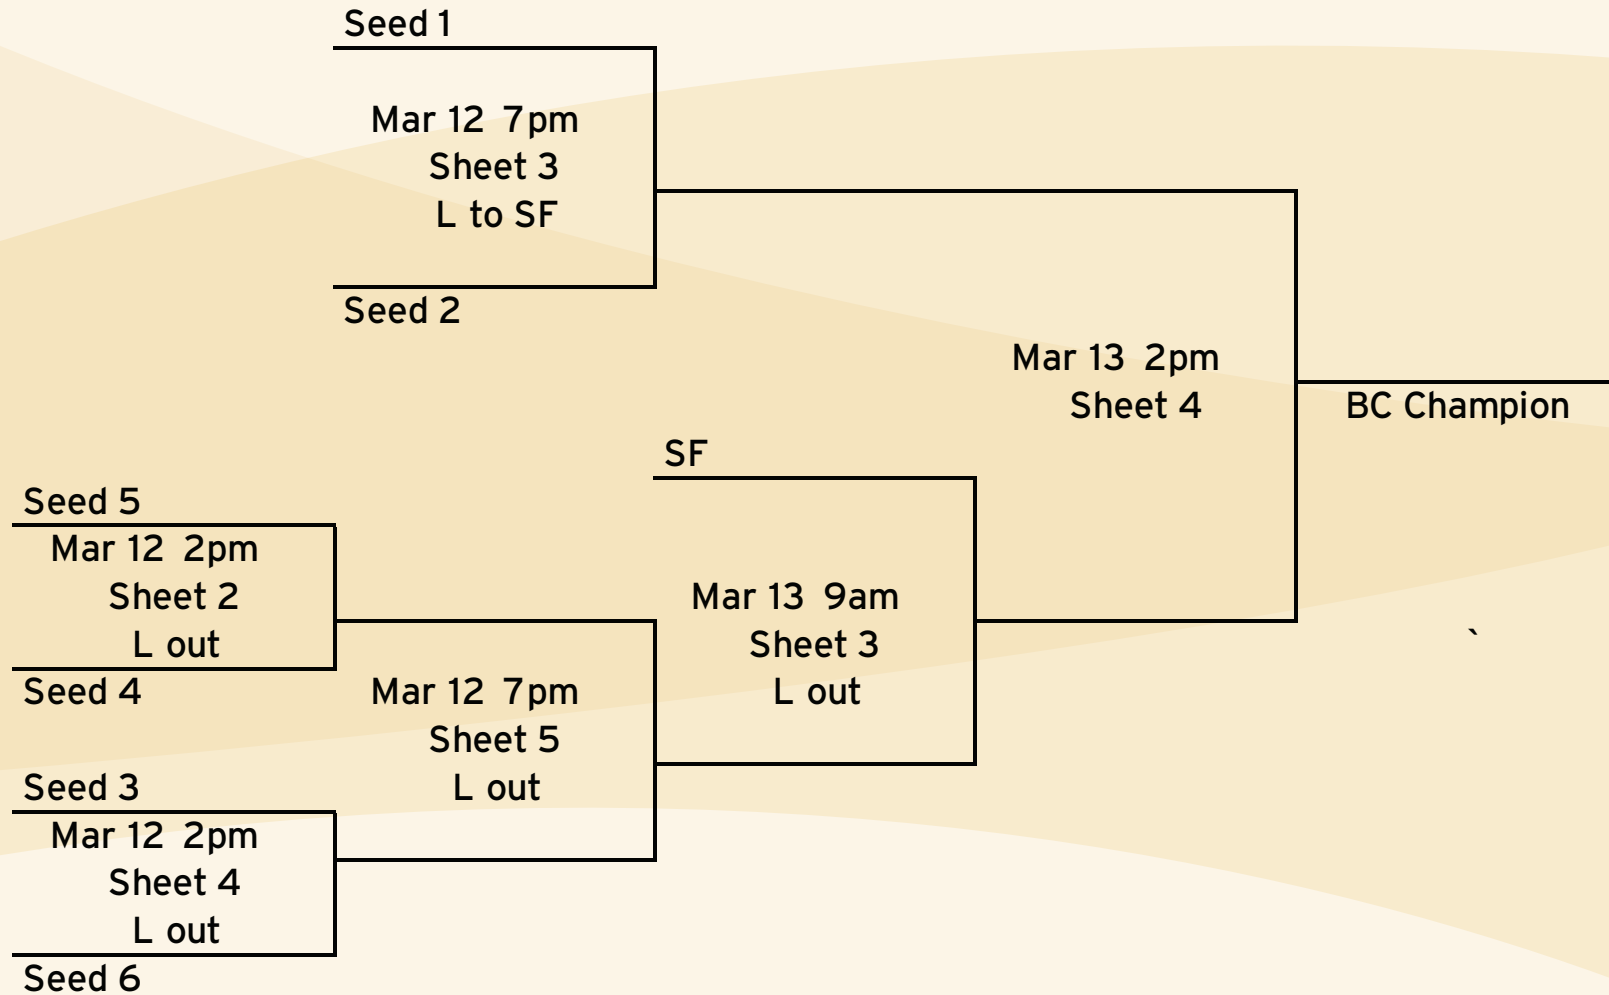 Seed 1
Mar 12 7pm
Sheet 3
L to SF
Seed 2
Mar 13 2pm
Sheet 4
BC Champion
SF
Seed 5
Mar 12 2pm
Sheet 2
L out
Seed 4
Mar 13 9am
Sheet 3
L out
`
Mar 12 7pm
Sheet 5
L out
Seed 3
Mar 12 2pm
Sheet 4
L out
Seed 6